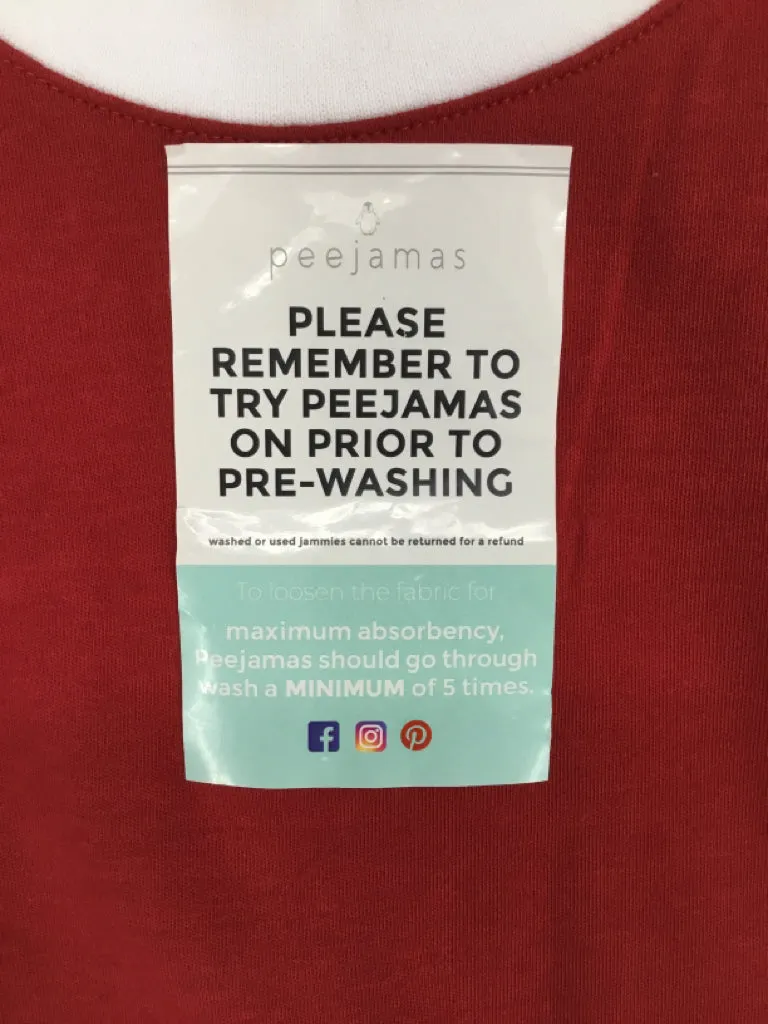 peejamas
PLEASE
REMEMBER TO
TRY PEEJAMAS
ON PRIOR TO
PRE-WASHING
washed or used jammies cannot be returned for a refund
To loosen the fabric for
maximum absorbency,
Peejamas should go through
wash a MINIMUM of 5 times.